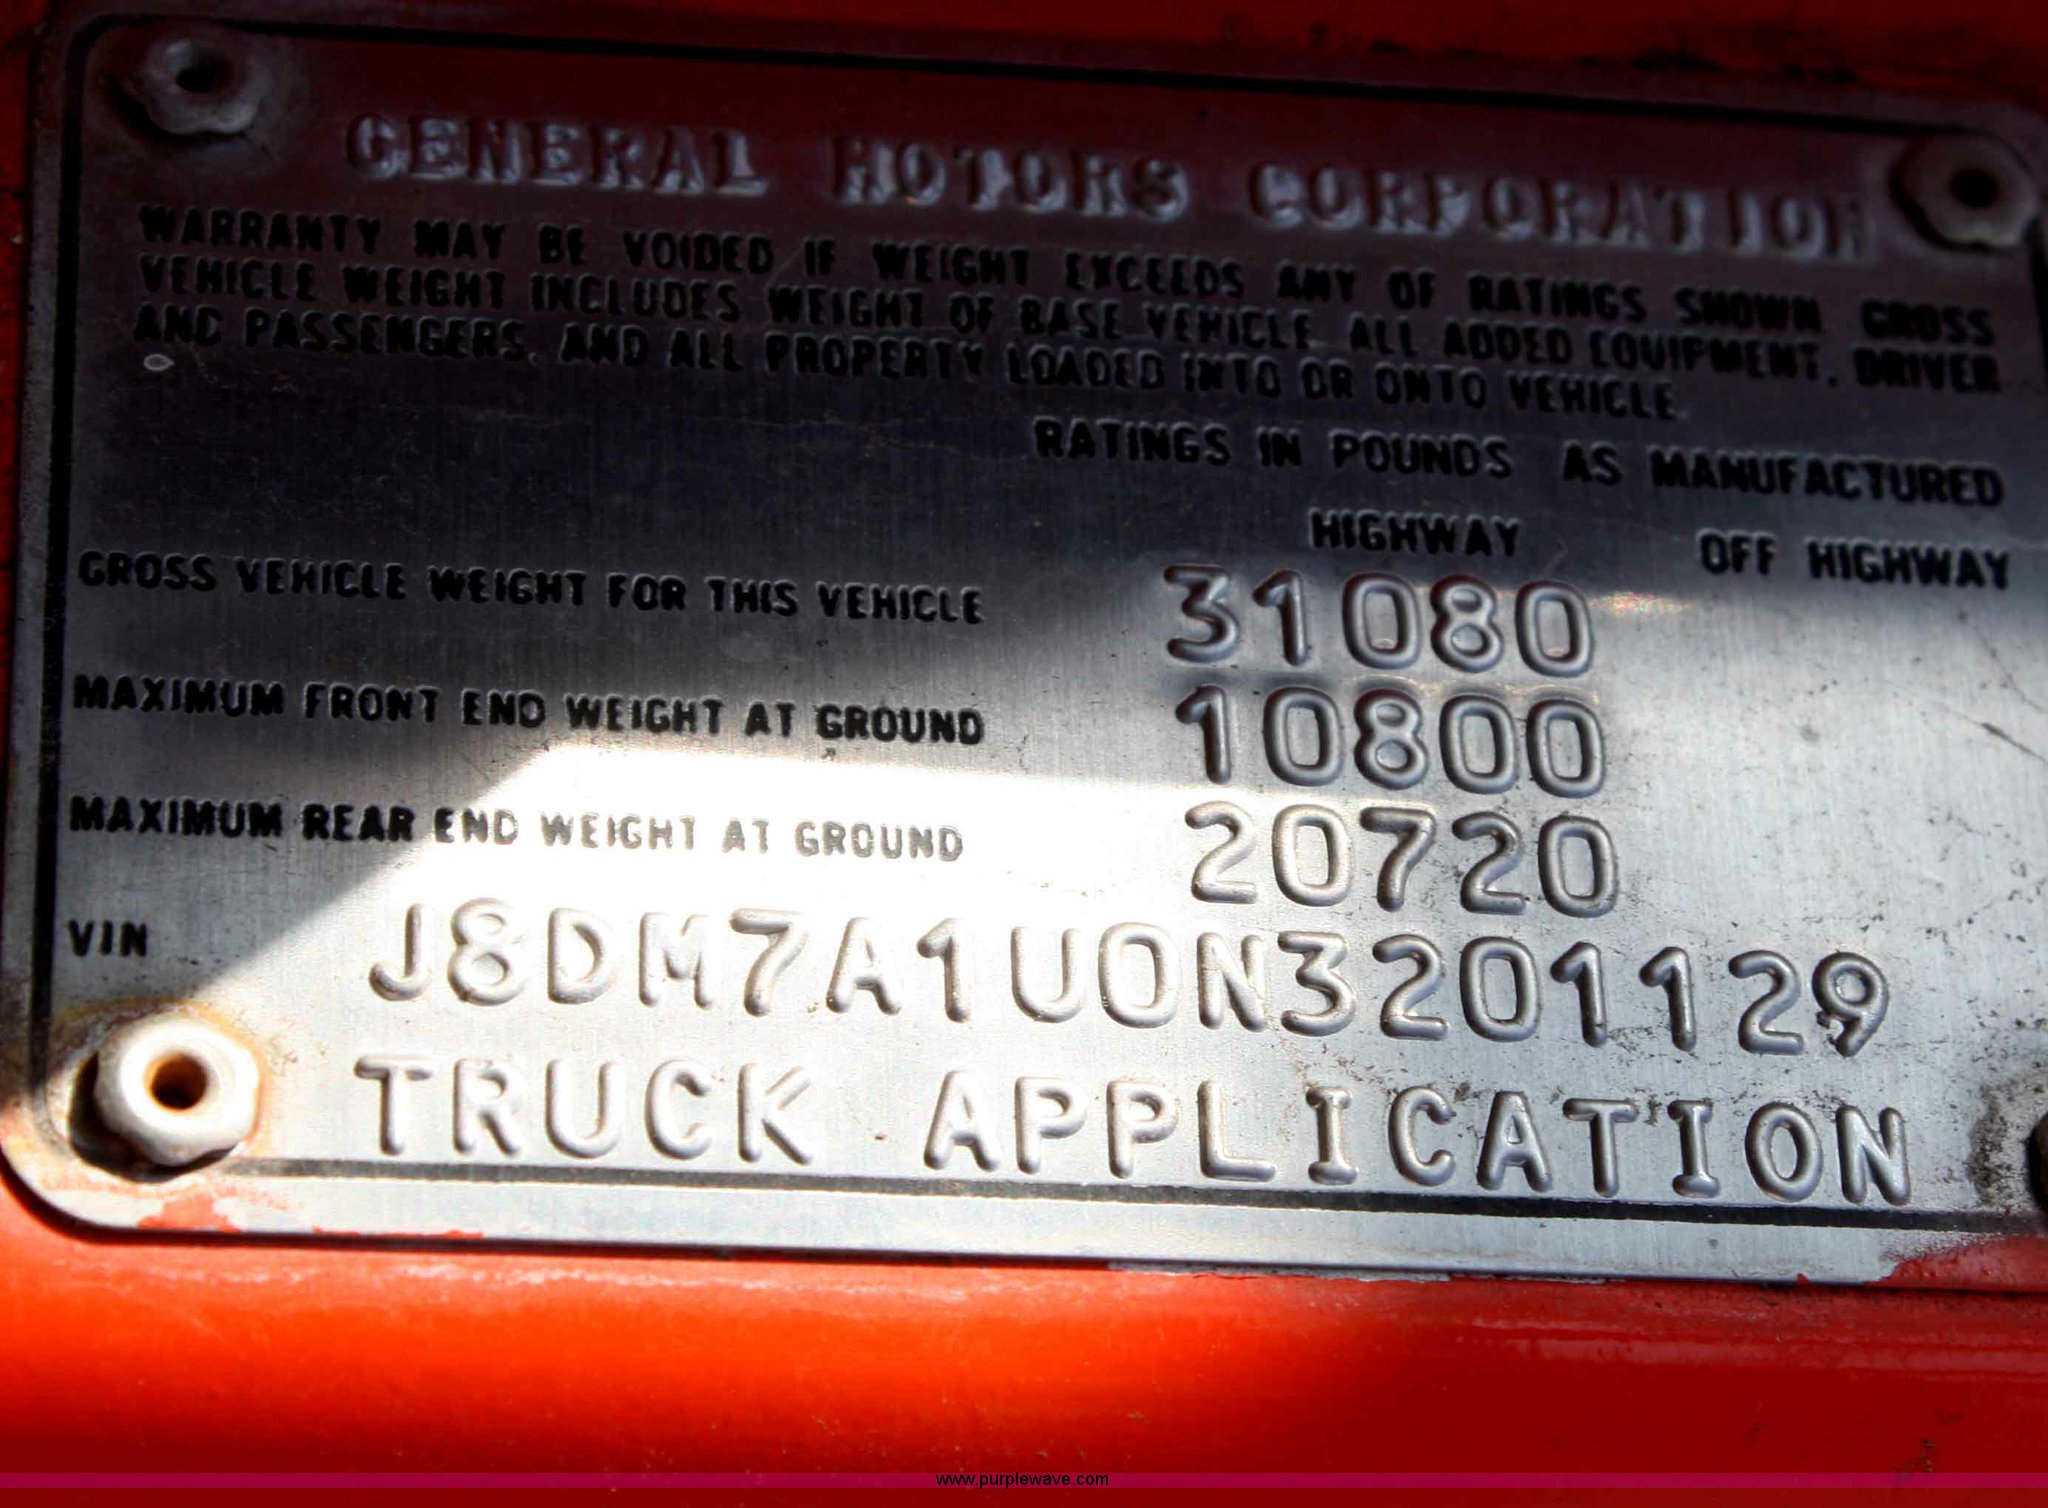 GENERAL MOTORS CORPORATION
WARRANTY MAY BE VOIDED IF WEIGHT EXCEEDS ANY OF RATINGS SHOWN GROSS
VEHICLE WEIGHT INCLUDES WEIGHT OF BASE VEHICLE. ALL ADDED EQUIPMENT, DRIVER
AND PASSENGERS, AND ALL PROPERTY LOADED INTO OR ONTO VEHICLE
RATINGS IN POUNDS AS MANUFACTURED
HIGHWAY OFF HIGHWAY
GROSS VEHICLE WEIGHT FOR THIS VEHICLE 31080
MAXIMUM FRONT END WEIGHT AT GROUND 10800
MAXIMUM REAR END WEIGHT AT GROUND 20720
VIN J8DM7A1U0N3201129
TRUCK APPLICATION
www.purplewave.com